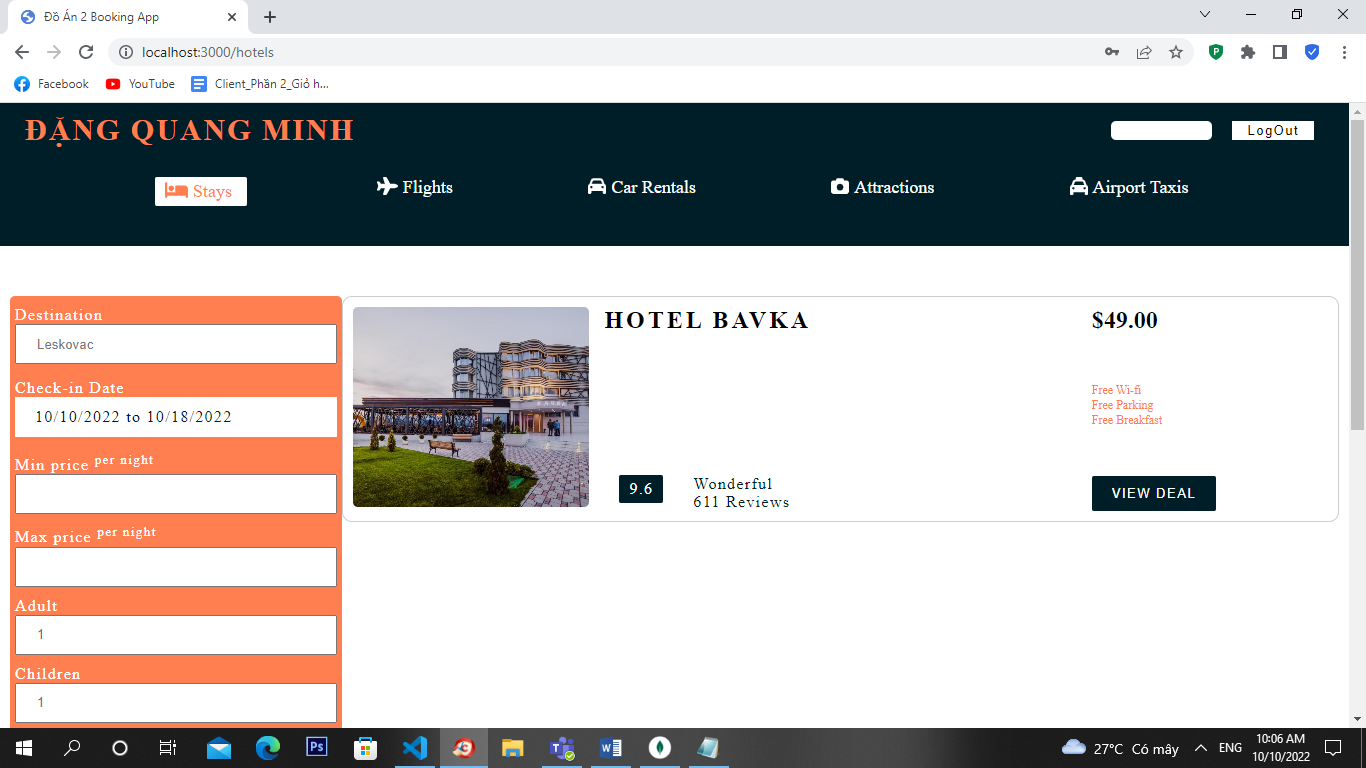 Đồ Án 2 Booking App
localhost:3000/hotels
Facebook
YouTube
Client_Phần 2_Giỏ h...
ĐẶNG QUANG MINH
LogOut
Stays
Flights
Car Rentals
Attractions
Airport Taxis
Destination
Leskovac
Check-in Date
10/10/2022 to 10/18/2022
Min price per night
Max price per night
Adult
1
Children
1
HOTEL BAVKA
$49.00
Free Wi-fi
Free Parking
Free Breakfast
9.6
Wonderful
611 Reviews
VIEW DEAL
Ps
27°C Có mây
ENG
10:06 AM
10/10/2022